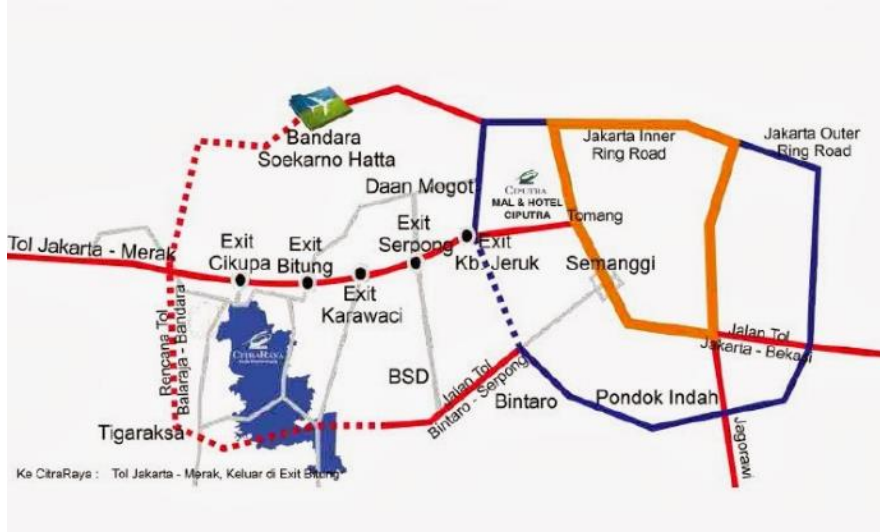 Bandara
Soekarno Hatta
Jakarta Inner
Ring Road
Jakarta Outer
Ring Road
Daan Mogot
CIPUTRA
MAL & HOTEL
CIPUTRA
Tomang
Tol Jakarta - Merak
Exit
Cikupa
Exit
Bitung
Exit
Karawaci
Exit
Serpong
Exit
Kb. Jeruk
Semanggi
Rencana Tol
Balaraja - Bandara
CITRARAYA
Jalan Tol
Jakarta - Bekasi
BSD
Jalan Tol
Bintaro - Serpong
Bintaro
Pondok Indah
Jagorawi
Tigaraksa
Ke CitraRaya : Tol Jakarta - Merak, Keluar di Exit Bitung